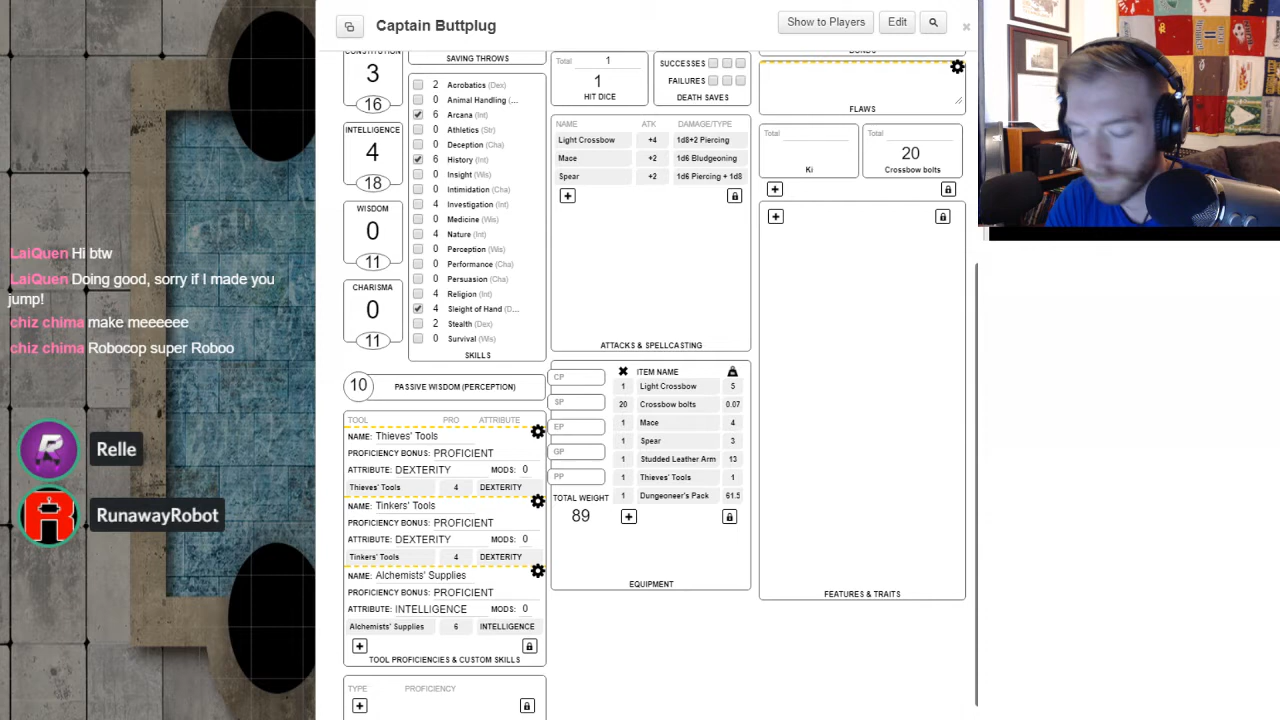 Captain Buttplug
Show to Players
Edit
CONSTITUTION
3
16
INTELLIGENCE
4
18
WISDOM
0
11
CHARISMA
0
11
SAVING THROWS
2 Acrobatics (Dex)
0 Animal Handling (...
6 Arcana (Int)
0 Athletics (Str)
0 Deception (Cha)
6 History (Int)
0 Insight (Wis)
0 Intimidation (Cha)
4 Investigation (Int)
0 Medicine (Wis)
4 Nature (Int)
0 Perception (Wis)
0 Performance (Cha)
0 Persuasion (Cha)
4 Religion (Int)
4 Sleight of Hand (D...
2 Stealth (Dex)
0 Survival (Wis)
SKILLS
10 PASSIVE WISDOM (PERCEPTION)
TOOL PRO ATTRIBUTE
NAME: Thieves' Tools
PROFICIENCY BONUS: PROFICIENT
ATTRIBUTE: DEXTERITY MODS: 0
Thieves' Tools 4 DEXTERITY
NAME: Tinkers' Tools
PROFICIENCY BONUS: PROFICIENT
ATTRIBUTE: DEXTERITY MODS: 0
Tinkers' Tools 4 DEXTERITY
NAME: Alchemists' Supplies
PROFICIENCY BONUS: PROFICIENT
ATTRIBUTE: INTELLIGENCE MODS: 0
Alchemists' Supplies 6 INTELLIGENCE
TOOL PROFICIENCIES & CUSTOM SKILLS
TYPE PROFICIENCY
Total 1
1
HIT DICE
SUCCESSES
FAILURES
DEATH SAVES
NAME ATK DAMAGE/TYPE
Light Crossbow +4 1d8+2 Piercing
Mace +2 1d6 Bludgeoning
Spear +2 1d6 Piercing + 1d8
ATTACKS & SPELLCASTING
CP
SP
EP
GP
PP
TOTAL WEIGHT
89
ITEM NAME
1 Light Crossbow 5
20 Crossbow bolts 0.07
1 Mace 4
1 Spear 3
1 Studded Leather Arm 13
1 Thieves' Tools 1
1 Dungeoneer's Pack 61.5
EQUIPMENT
BONDS
FLAWS
Total
Ki
Total
20
Crossbow bolts
FEATURES & TRAITS
LaiQuen Hi btw
LaiQuen Doing good, sorry if I made you
jump!
chiz chima make meeeeee
chiz chima Robocop super Roboo
Relle
RunawayRobot